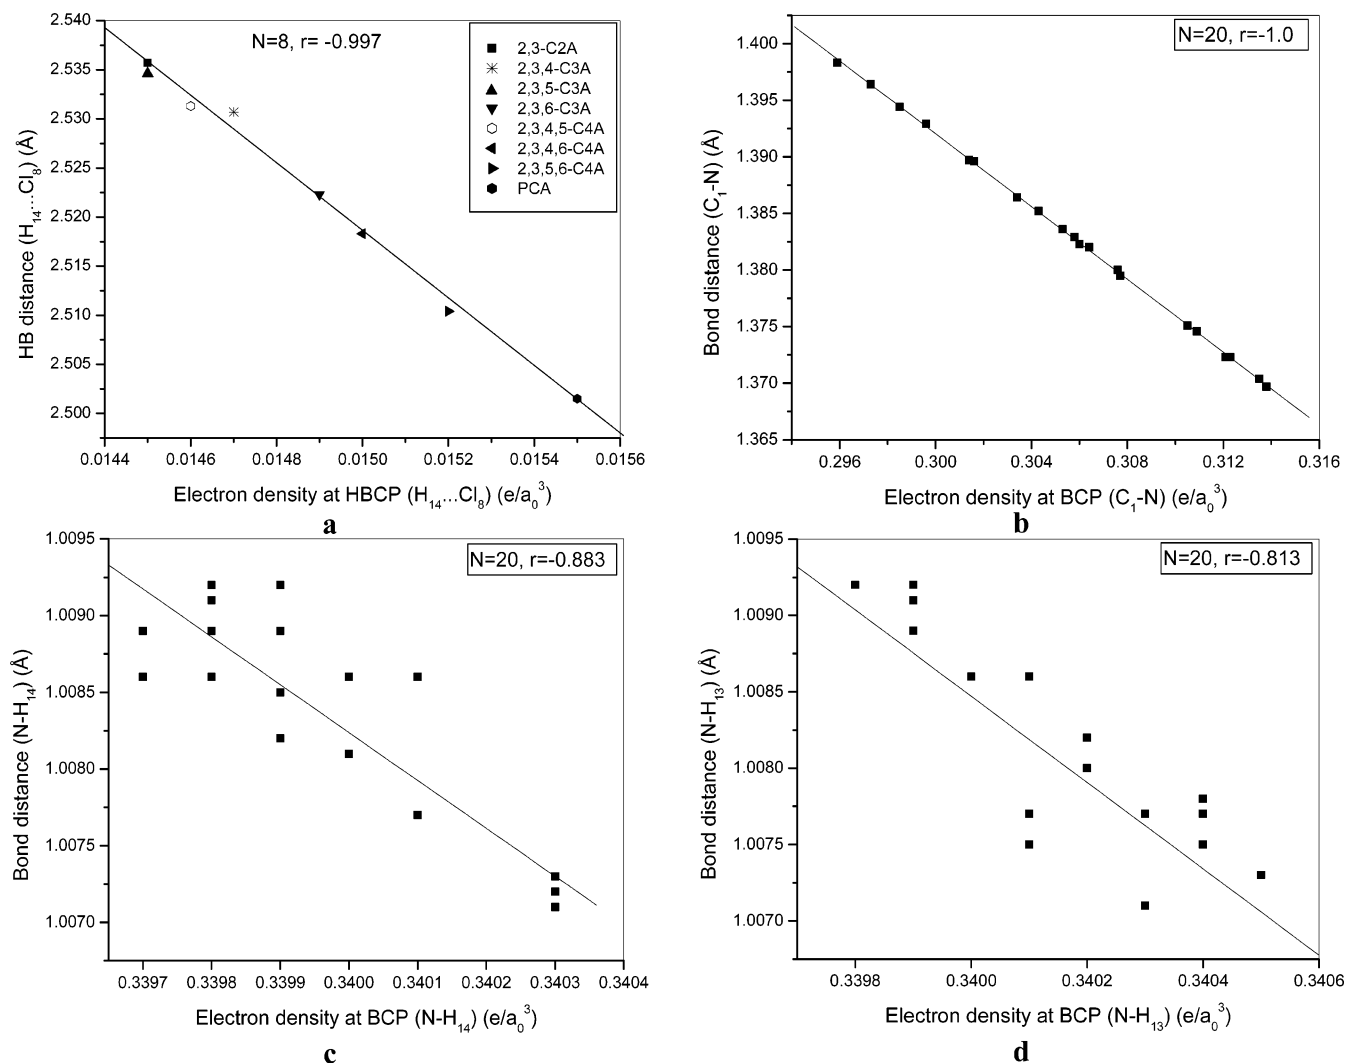 N=8, r= -0.997
2,3-C2A
2,3,4-C3A
2,3,5-C3A
2,3,6-C3A
2,3,4,5-C4A
2,3,4,6-C4A
2,3,5,6-C4A
PCA
2.540
2.535
2.530
2.525
2.520
2.515
2.510
2.505
2.500
HB distance (H₁₄...Cl₈) (Å)
0.0144 0.0146 0.0148 0.0150 0.0152 0.0154 0.0156
Electron density at HBCP (H₁₄...Cl₈) (e/a₀³)
a
N=20, r=-1.0
1.400
1.395
1.390
1.385
1.380
1.375
1.370
1.365
Bond distance (C₁-N) (Å)
0.296 0.300 0.304 0.308 0.312 0.316
Electron density at BCP (C₁-N) (e/a₀³)
b
N=20, r=-0.883
1.0095
1.0090
1.0085
1.0080
1.0075
1.0070
Bond distance (N-H₁₄) (Å)
0.3397 0.3398 0.3399 0.3400 0.3401 0.3402 0.3403 0.3404
Electron density at BCP (N-H₁₄) (e/a₀³)
c
N=20, r=-0.813
1.0095
1.0090
1.0085
1.0080
1.0075
1.0070
Bond distance (N-H₁₃) (Å)
0.3398 0.3400 0.3402 0.3404 0.3406
Electron density at BCP (N-H₁₃) (e/a₀³)
d